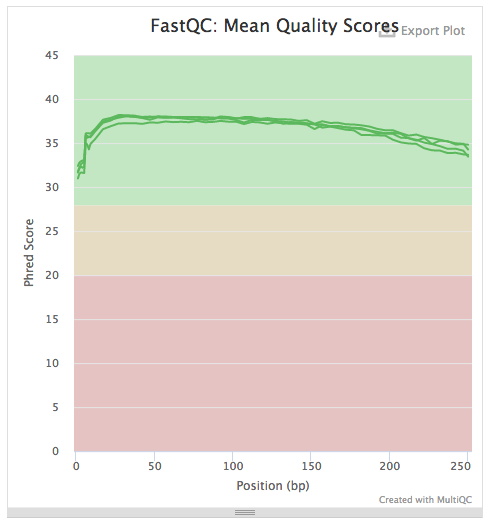 FastQC: Mean Quality Scores
Export Plot
Phred Score
45
40
35
30
25
20
15
10
5
0
0 50 100 150 200 250
Position (bp)
Created with MultiQC